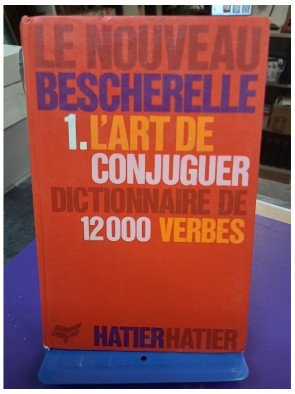 LE NOUVEAU
BESCHERELLE
1. L'ART DE
CONJUGUER
DICTIONNAIRE DE
12000 VERBES
HATIER HATIER